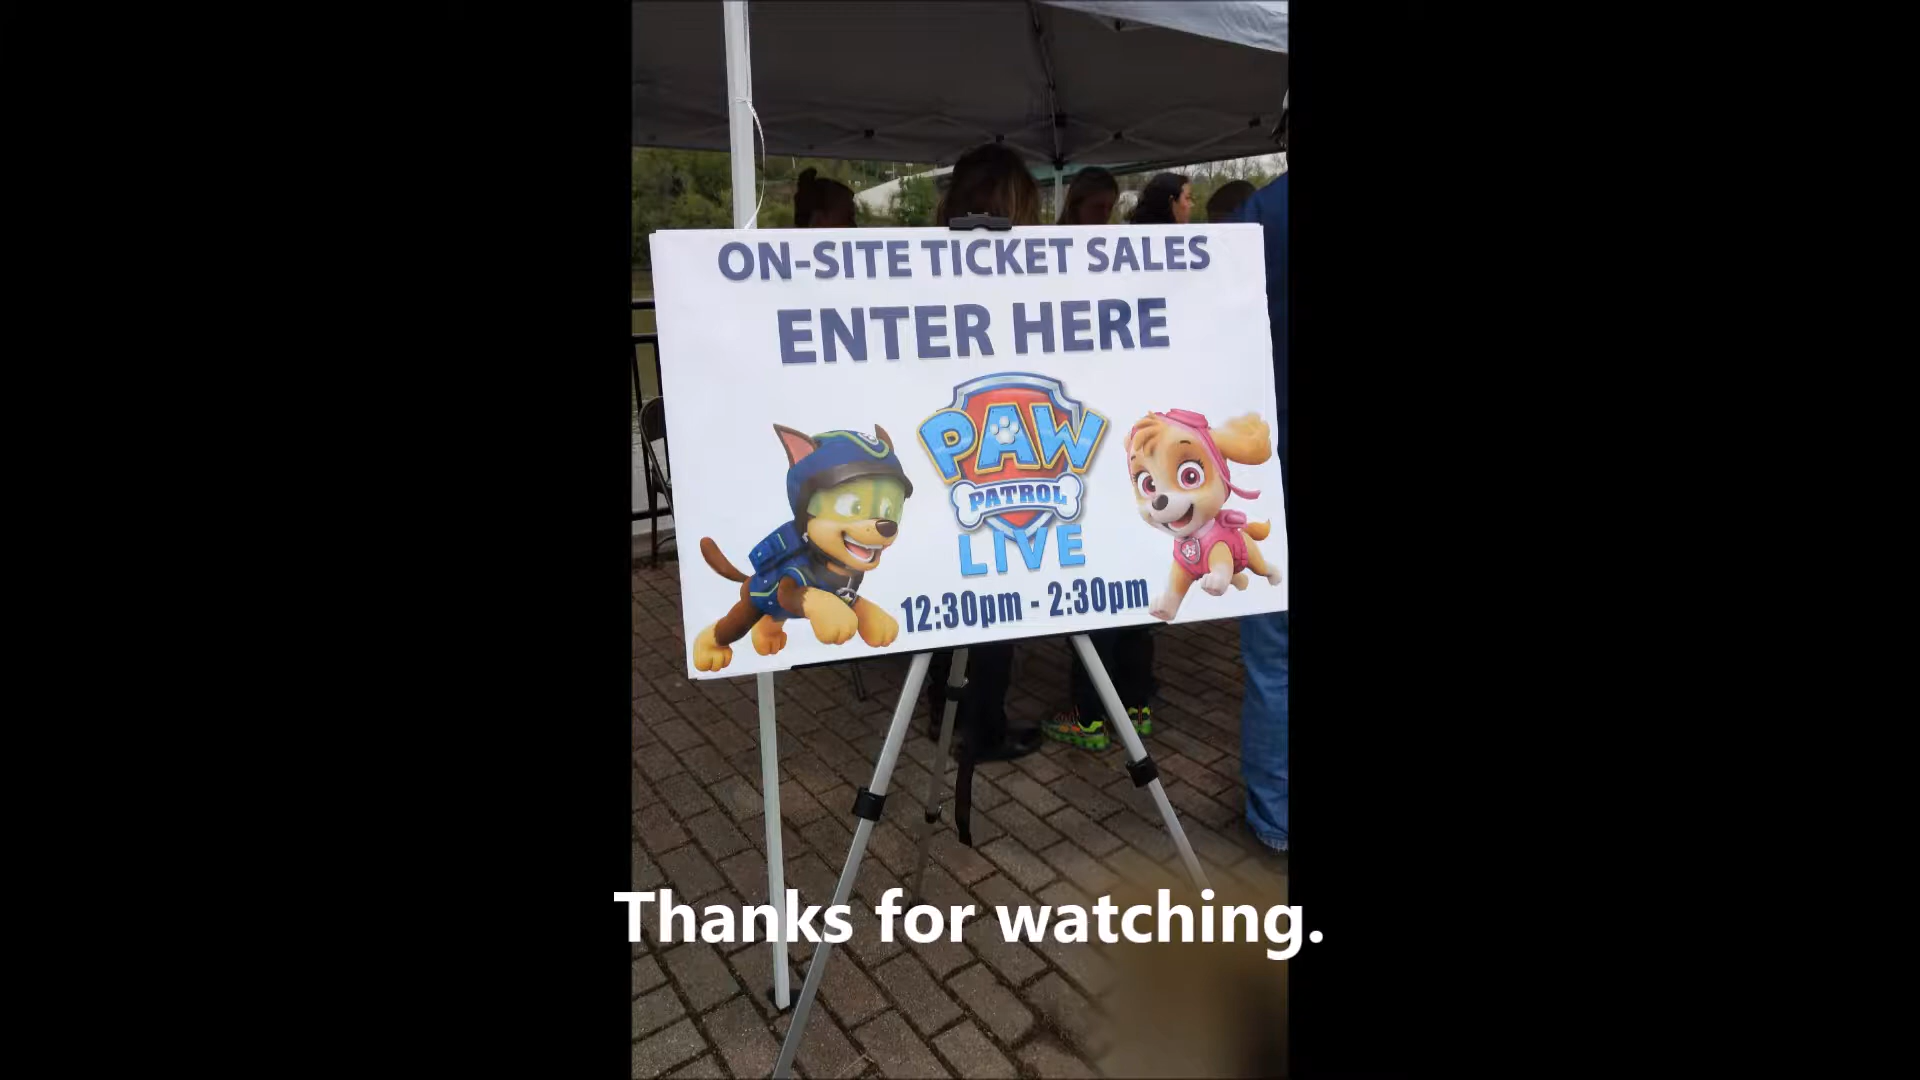 ON-SITE TICKET SALES
ENTER HERE
PAW
PATROL
LIVE
12:30pm - 2:30pm
Thanks for watching.